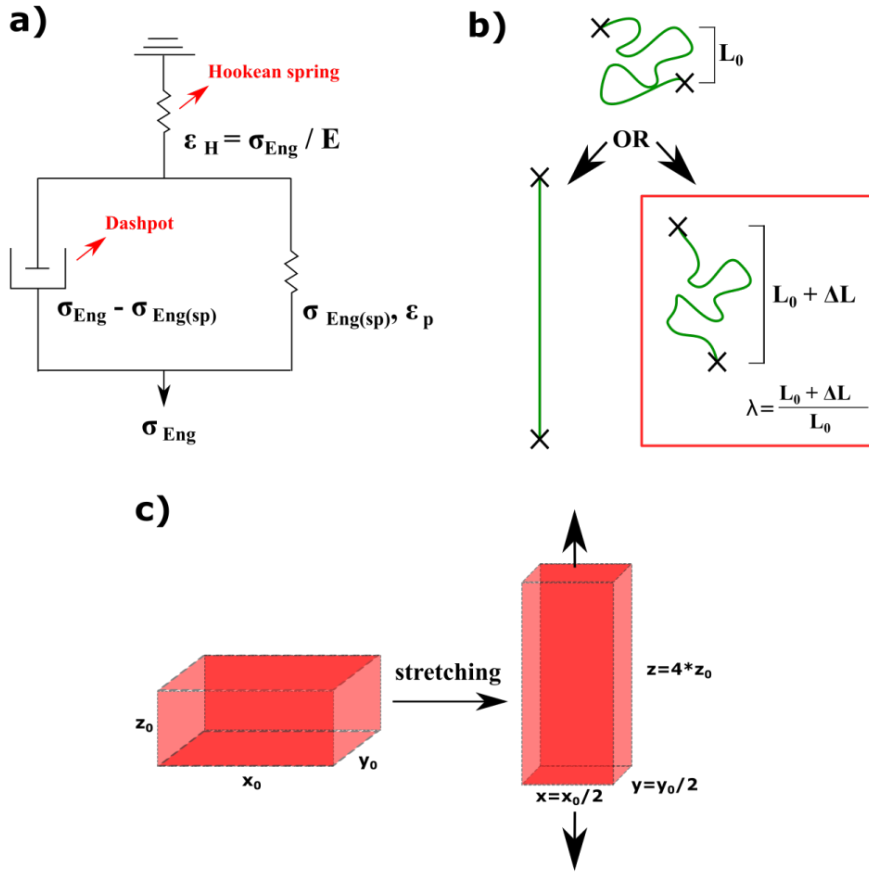 a)
Hookean spring
ε H = σEng / E
Dashpot
σEng - σEng(sp)
σ Eng(sp), ε p
σ Eng
b)
L0
OR
L0 + ΔL
λ = L0 + ΔL / L0
c)
z0
x0
y0
stretching
z=4*z0
x=x0/2
y=y0/2